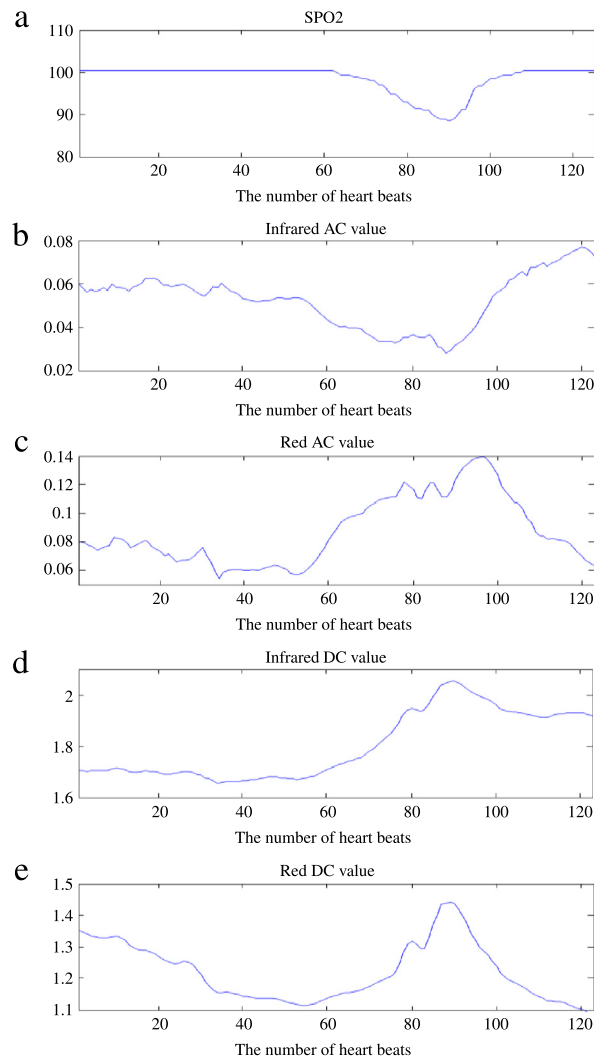 a
SPO2
110
100
90
80
20 40 60 80 100 120
The number of heart beats
b
Infrared AC value
0.08
0.06
0.04
0.02
20 40 60 80 100 120
The number of heart beats
c
Red AC value
0.14
0.12
0.1
0.08
0.06
20 40 60 80 100 120
The number of heart beats
d
Infrared DC value
2
1.8
1.6
20 40 60 80 100 120
The number of heart beats
e
Red DC value
1.5
1.4
1.3
1.2
1.1
20 40 60 80 100 120
The number of heart beats